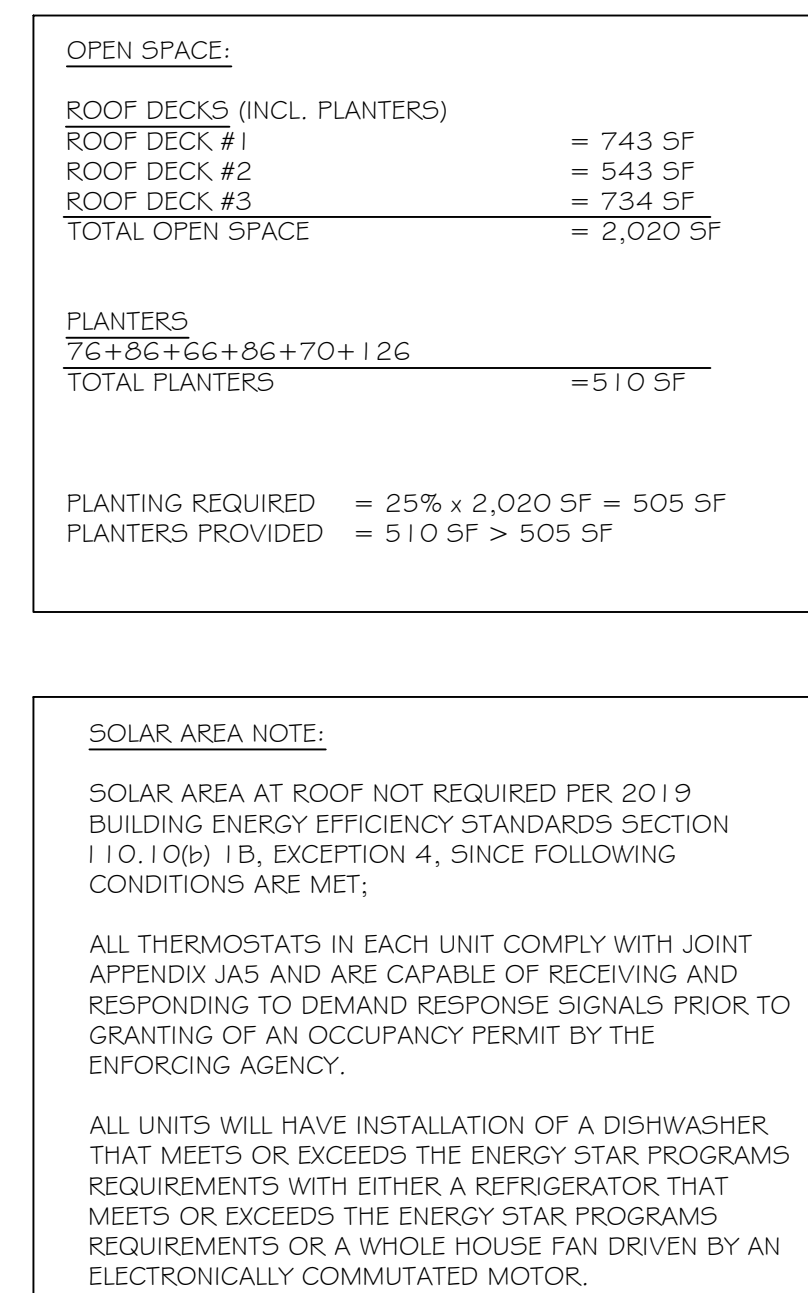 OPEN SPACE:
ROOF DECKS (INCL. PLANTERS)
ROOF DECK #1 = 743 SF
ROOF DECK #2 = 543 SF
ROOF DECK #3 = 734 SF
TOTAL OPEN SPACE = 2,020 SF
PLANTERS
76+86+66+86+70+126
TOTAL PLANTERS =510 SF
PLANTING REQUIRED = 25% x 2,020 SF = 505 SF
PLANTERS PROVIDED = 510 SF > 505 SF
SOLAR AREA NOTE:
SOLAR AREA AT ROOF NOT REQUIRED PER 2019
BUILDING ENERGY EFFICIENCY STANDARDS SECTION
110.10(b) 1B, EXCEPTION 4, SINCE FOLLOWING
CONDITIONS ARE MET;
ALL THERMOSTATS IN EACH UNIT COMPLY WITH JOINT
APPENDIX JA5 AND ARE CAPABLE OF RECEIVING AND
RESPONDING TO DEMAND RESPONSE SIGNALS PRIOR TO
GRANTING OF AN OCCUPANCY PERMIT BY THE
ENFORCING AGENCY.
ALL UNITS WILL HAVE INSTALLATION OF A DISHWASHER
THAT MEETS OR EXCEEDS THE ENERGY STAR PROGRAMS
REQUIREMENTS WITH EITHER A REFRIGERATOR THAT
MEETS OR EXCEEDS THE ENERGY STAR PROGRAMS
REQUIREMENTS OR A WHOLE HOUSE FAN DRIVEN BY AN
ELECTRONICALLY COMMUTATED MOTOR.